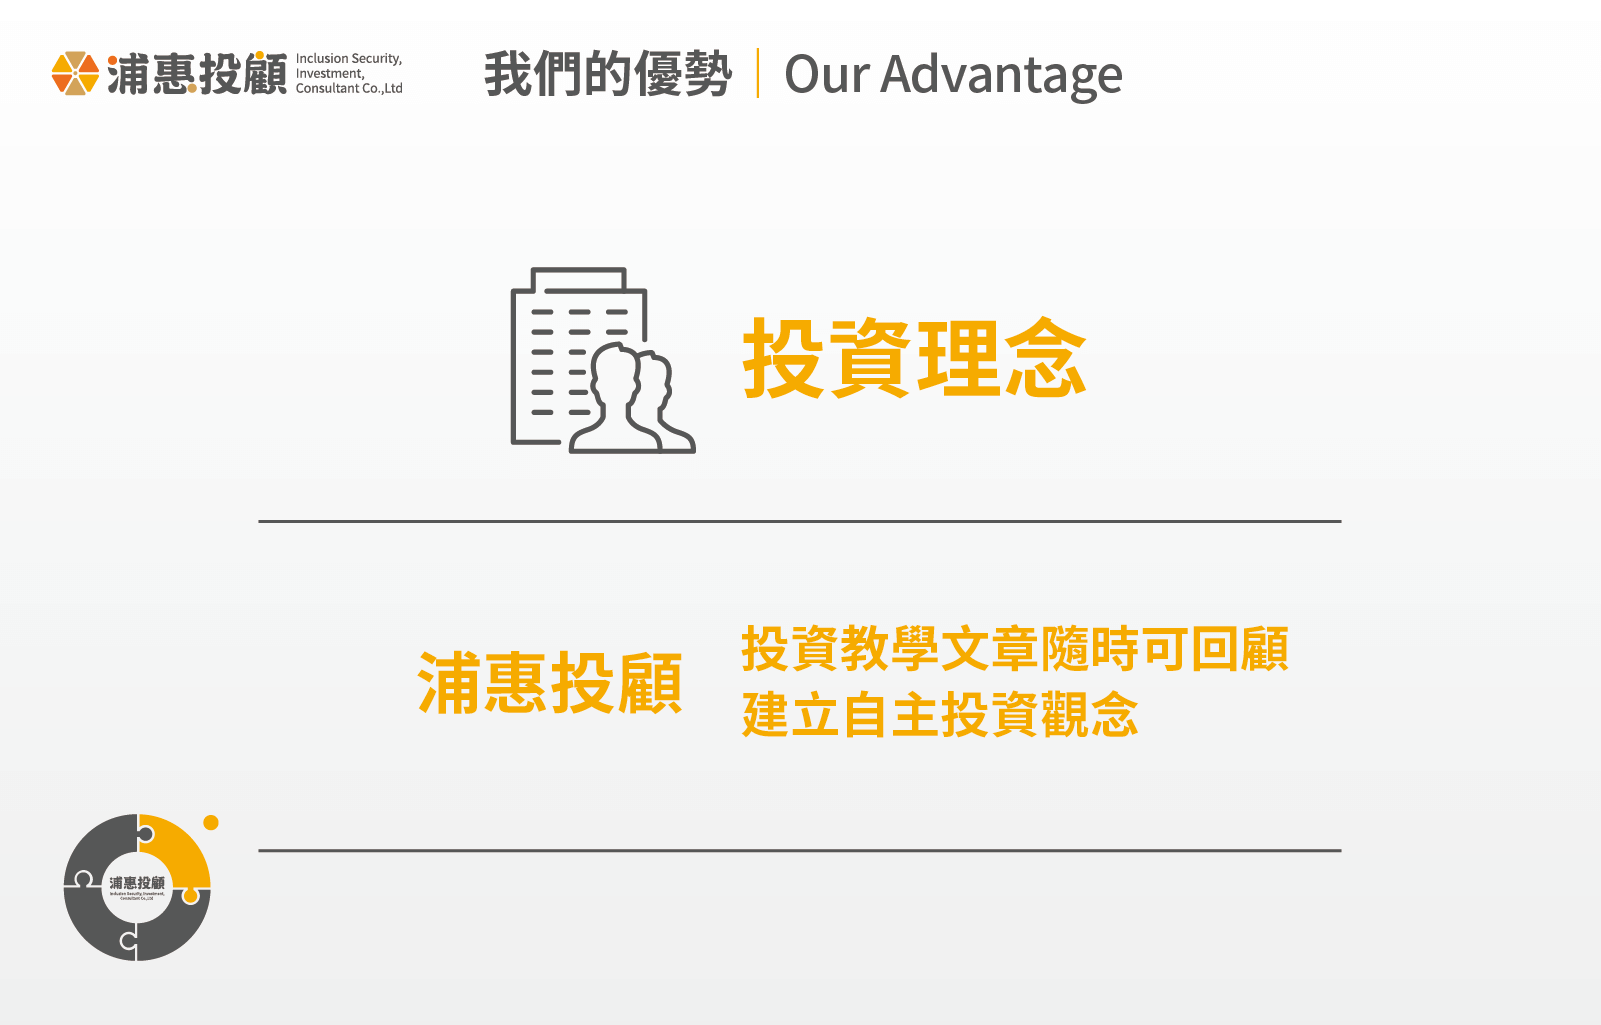 浦惠投顧
Inclusion Security,
Investment,
Consultant Co.,Ltd
我們的優勢 | Our Advantage
投資理念
浦惠投顧
投資教學文章隨時可回顧
建立自主投資觀念
浦惠投顧
Inclusion Security, Investment,
Consultant Co.,Ltd